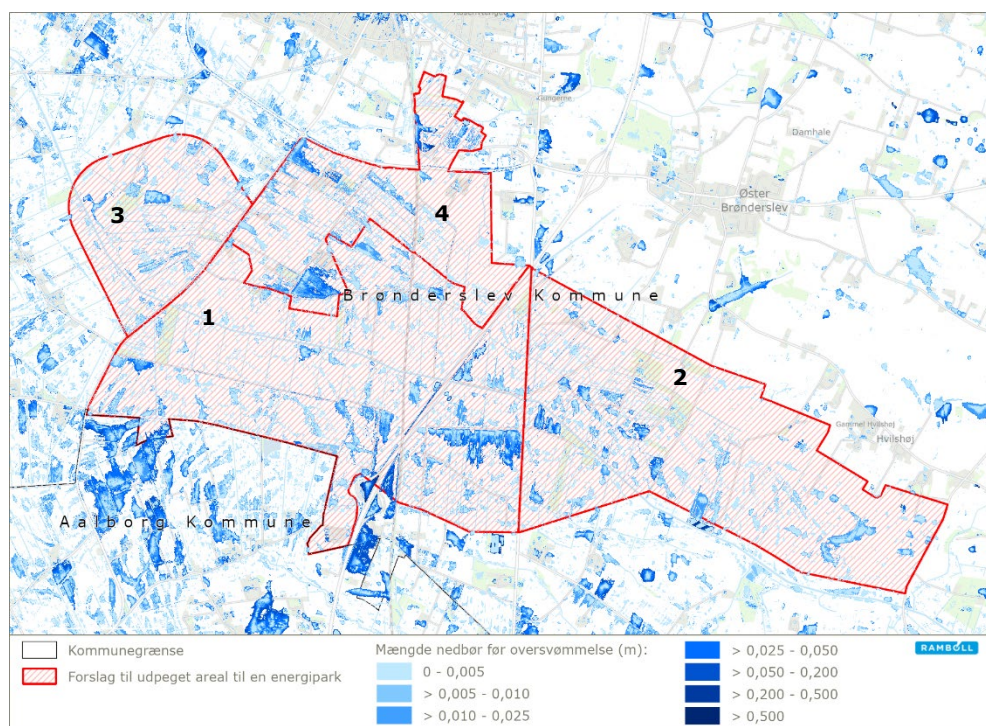 Damhale
Øster
Brønderslev
3
4
Brønderslev Kommune
1
2
Gammel Hvilshøj
Hvilshøj
Aalborg Kommune
Kommunegrænse
Forslag til udpeget areal til en energipark
Mængde nedbør før oversvømmelse (m):
0 - 0,005
> 0,005 - 0,010
> 0,010 - 0,025
> 0,025 - 0,050
> 0,050 - 0,200
> 0,200 - 0,500
> 0,500
RAMBOLL